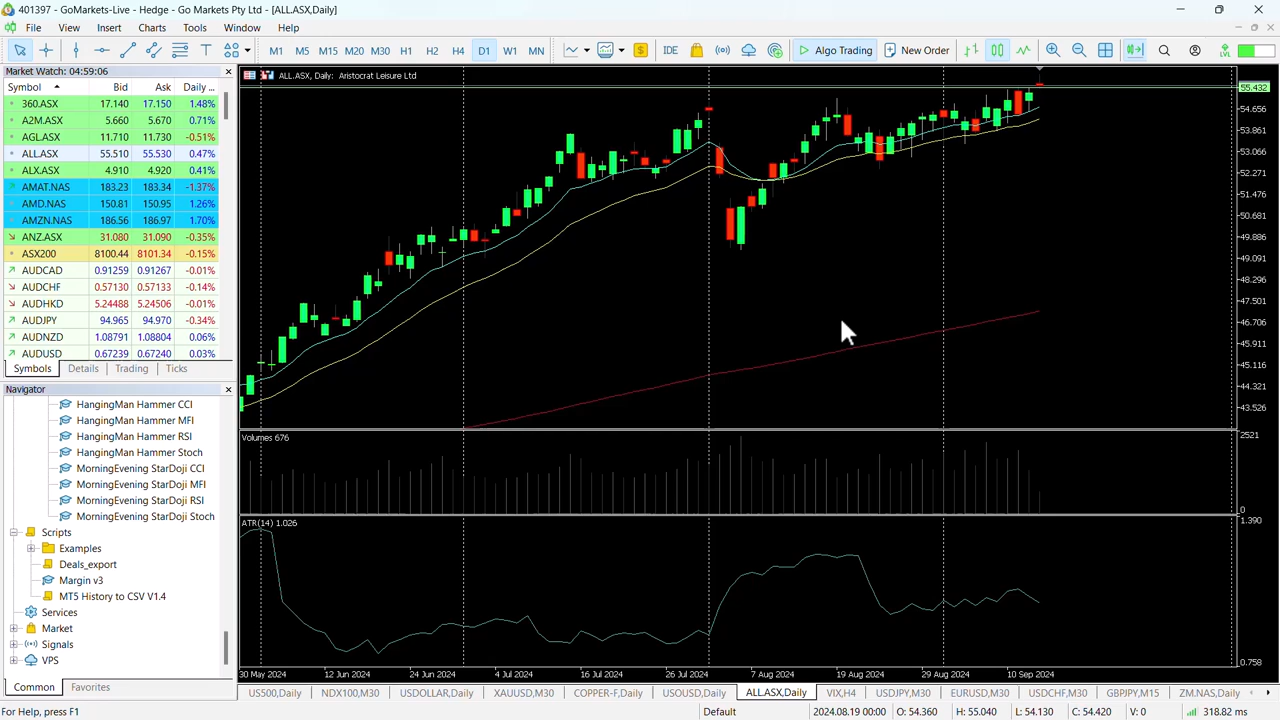 401397 - GoMarkets-Live - Hedge - Go Markets Pty Ltd - [ALL.ASX,Daily]
File View Insert Charts Tools Window Help
M1 M5 M15 M20 M30 H1 H2 H4 D1 W1 MN IDE Algo Trading New Order LVL
Market Watch: 04:59:06
Symbol Bid Ask Daily ...
360.ASX 17.140 17.150 1.48%
A2M.ASX 5.660 5.670 0.71%
AGL.ASX 11.710 11.730 -0.51%
ALL.ASX 55.510 55.530 0.47%
ALX.ASX 4.910 4.920 0.41%
AMAT.NAS 183.23 183.34 -1.37%
AMD.NAS 150.81 150.95 1.26%
AMZN.NAS 186.56 186.97 1.70%
ANZ.ASX 31.080 31.090 -0.35%
ASX200 8100.44 8101.34 -0.15%
AUDCAD 0.91259 0.91267 -0.01%
AUDCHF 0.57130 0.57133 -0.14%
AUDHKD 5.24488 5.24506 -0.01%
AUDJPY 94.965 94.970 -0.34%
AUDNZD 1.08791 1.08804 0.06%
AUDUSD 0.67239 0.67240 0.03%
Symbols Details Trading Ticks
Navigator
HangingMan Hammer CCI
HangingMan Hammer MFI
HangingMan Hammer RSI
HangingMan Hammer Stoch
MorningEvening StarDoji CCI
MorningEvening StarDoji MFI
MorningEvening StarDoji RSI
MorningEvening StarDoji Stoch
Scripts
Examples
Deals_export
Margin v3
MT5 History to CSV V1.4
Services
Market
Signals
VPS
Common Favorites
ALL.ASX, Daily: Aristocrat Leisure Ltd
55.432
54.656
53.861
53.066
52.271
51.476
50.681
49.886
49.091
48.296
47.501
46.706
45.911
45.116
44.321
43.526
Volumes 676
2521
0
ATR(14) 1.026
1.390
0.758
30 May 2024 12 Jun 2024 24 Jun 2024 4 Jul 2024 16 Jul 2024 26 Jul 2024 7 Aug 2024 19 Aug 2024 29 Aug 2024 10 Sep 2024
US500,Daily NDX100,M30 USDOLLAR,Daily XAUUSD,M30 COPPER-F,Daily USOUSD,Daily ALL.ASX,Daily VIX,H4 USDJPY,M30 EURUSD,M30 USDCHF,M30 GBPJPY,M15 ZM.NAS,Daily
For Help, press F1 Default 2024.08.19 00:00 O: 54.360 H: 55.040 L: 54.130 C: 54.420 V: 0 318.82 ms